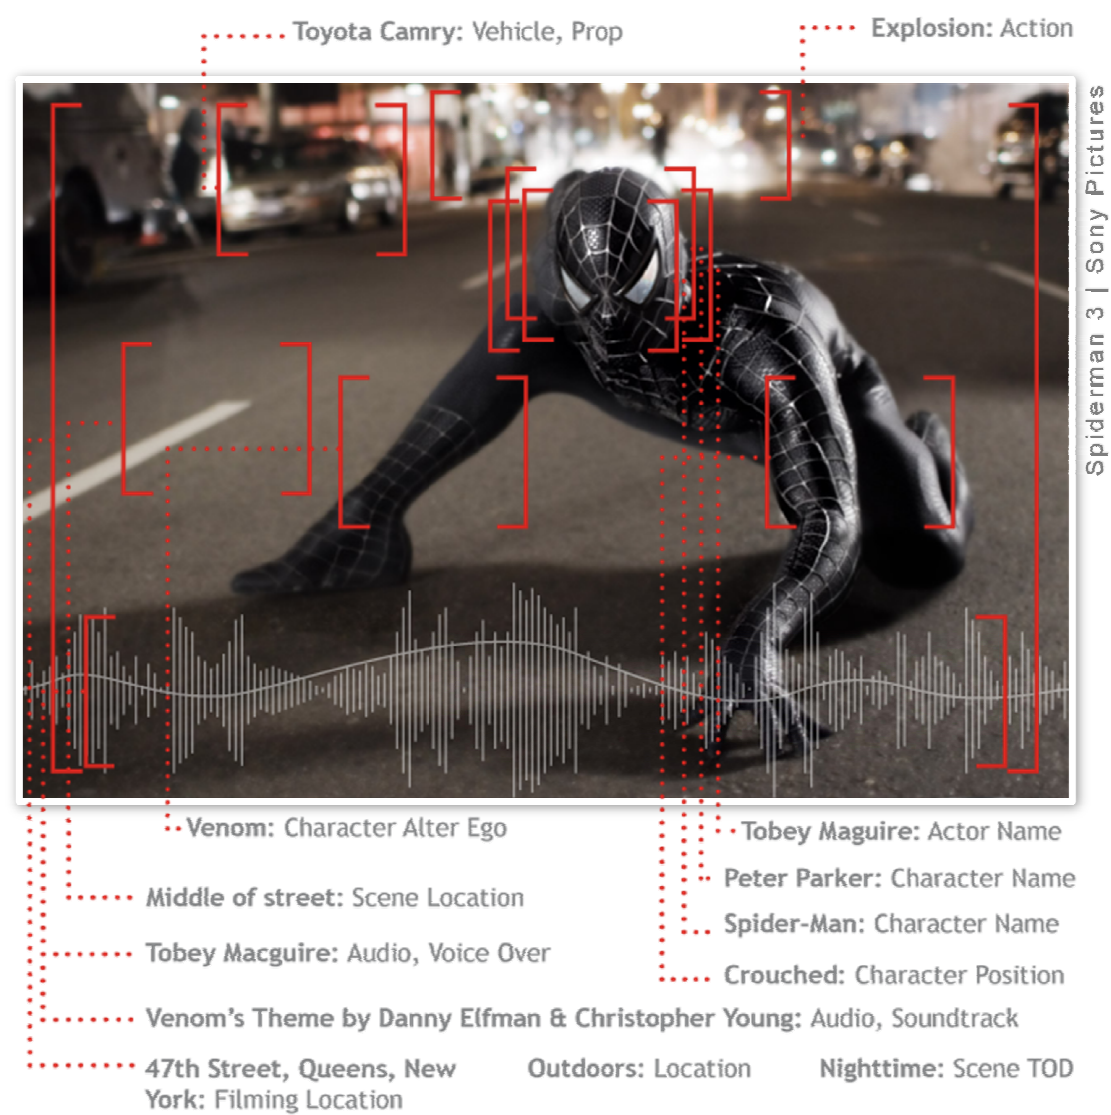 Toyota Camry: Vehicle, Prop
Explosion: Action
Spiderman 3 | Sony Pictures
Venom: Character Alter Ego
Tobey Maguire: Actor Name
Peter Parker: Character Name
Middle of street: Scene Location
Spider-Man: Character Name
Tobey Macguire: Audio, Voice Over
Crouched: Character Position
Venom's Theme by Danny Elfman & Christopher Young: Audio, Soundtrack
47th Street, Queens, New
York: Filming Location
Outdoors: Location
Nighttime: Scene TOD